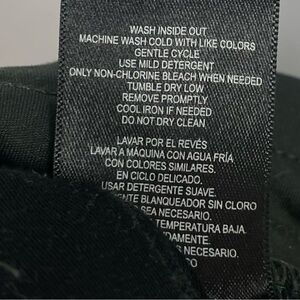 WASH INSIDE OUT
MACHINE WASH COLD WITH LIKE COLORS
GENTLE CYCLE
USE MILD DETERGENT
ONLY NON-CHLORINE BLEACH WHEN NEEDED
TUMBLE DRY LOW
REMOVE PROMPTLY
COOL IRON IF NEEDED
DO NOT DRY CLEAN
LAVAR POR EL REVÉS
LAVAR A MÁQUINA CON AGUA FRÍA
CON COLORES SIMILARES.
EN CICLO DELICADO.
USAR DETERGENTE SUAVE.
BLANQUEADOR SIN CLORO
SEA NECESARIO.
TEMPERATURA BAJA.
NECESARIO.